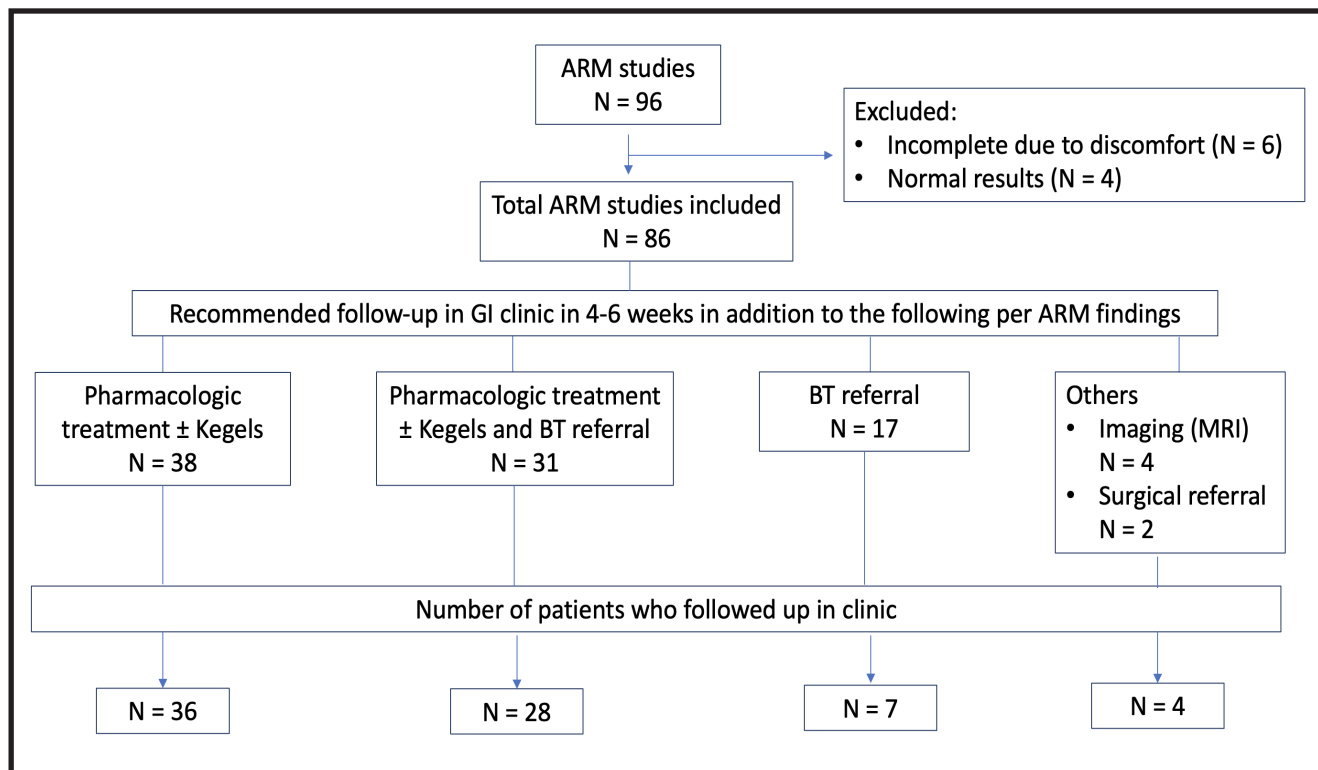 ARM studies
N = 96
Excluded:
• Incomplete due to discomfort (N = 6)
• Normal results (N = 4)
Total ARM studies included
N = 86
Recommended follow-up in GI clinic in 4-6 weeks in addition to the following per ARM findings
Pharmacologic
treatment ± Kegels
N = 38
Pharmacologic treatment
± Kegels and BT referral
N = 31
BT referral
N = 17
Others
• Imaging (MRI)
N = 4
• Surgical referral
N = 2
Number of patients who followed up in clinic
N = 36
N = 28
N = 7
N = 4